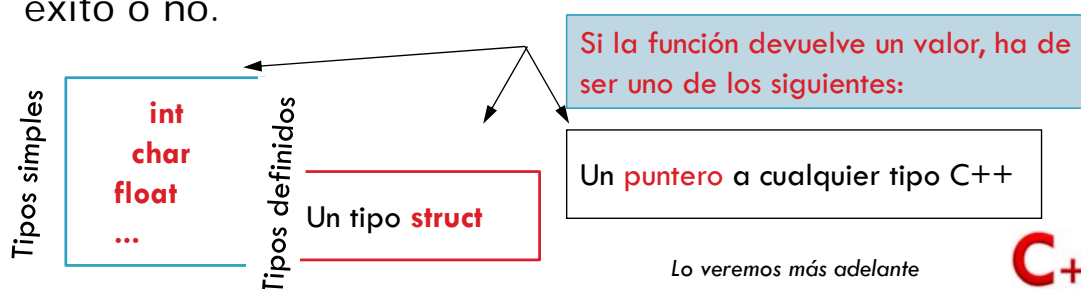 éxito o no.
Si la función devuelve un valor, ha de
ser uno de los siguientes:
Tipos simples
int
char
float
...
Tipos definidos
Un tipo struct
Un puntero a cualquier tipo C++
Lo veremos más adelante
C+